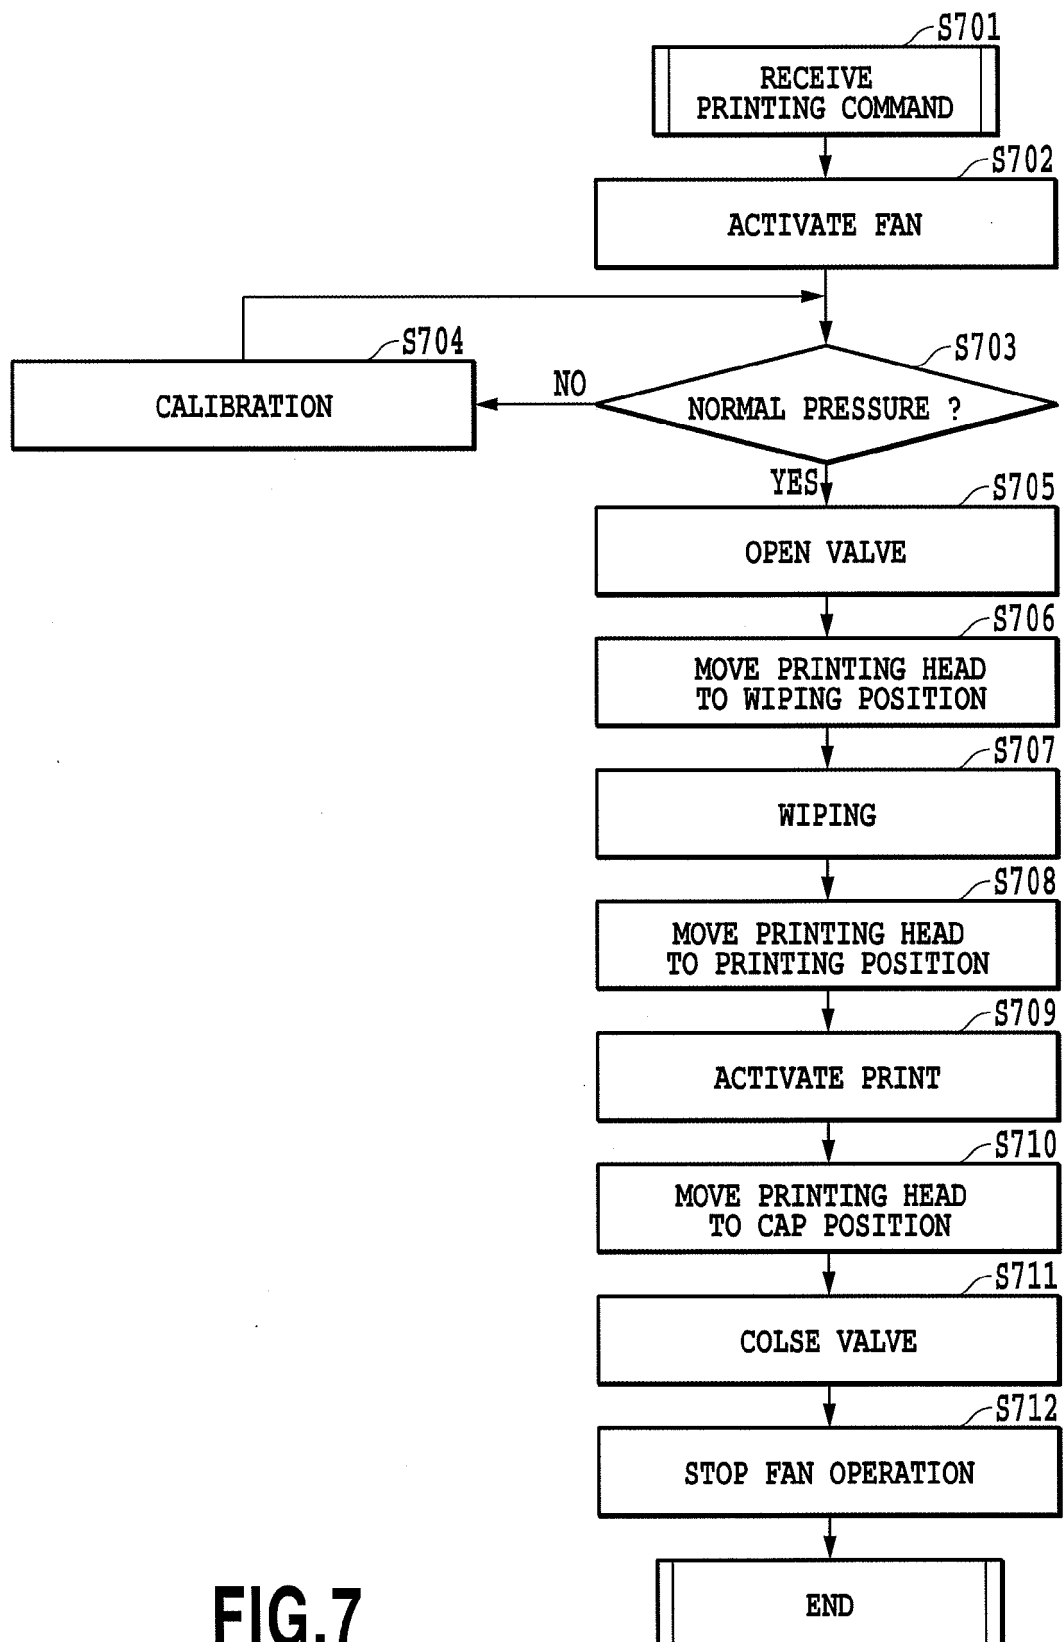 S701
RECEIVE
PRINTING COMMAND
S702
ACTIVATE FAN
S704
CALIBRATION
S703
NORMAL PRESSURE ?
NO
YES
S705
OPEN VALVE
S706
MOVE PRINTING HEAD
TO WIPING POSITION
S707
WIPING
S708
MOVE PRINTING HEAD
TO PRINTING POSITION
S709
ACTIVATE PRINT
S710
MOVE PRINTING HEAD
TO CAP POSITION
S711
COLSE VALVE
S712
STOP FAN OPERATION
END
FIG.7